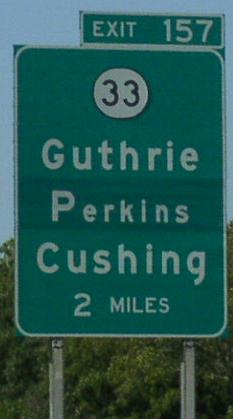 EXIT 157
33
Guthrie
Perkins
Cushing
2 MILES